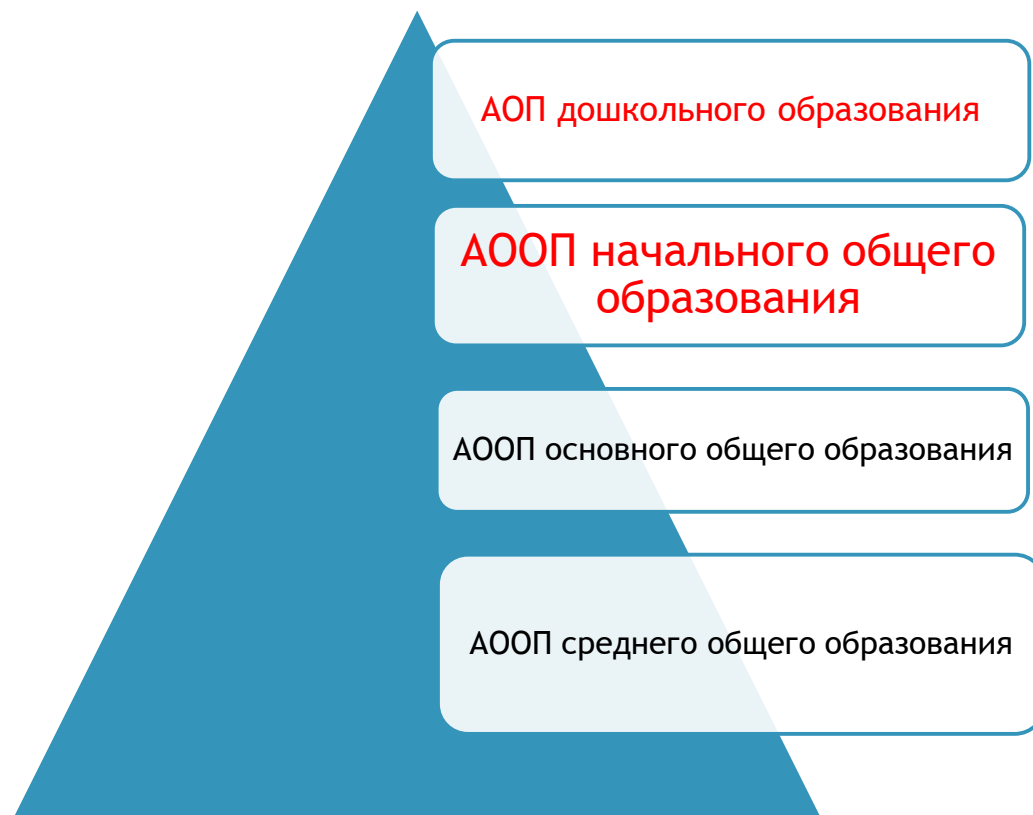 АОП дошкольного образования
АООП начального общего
образования
АООП основного общего образования
АООП среднего общего образования